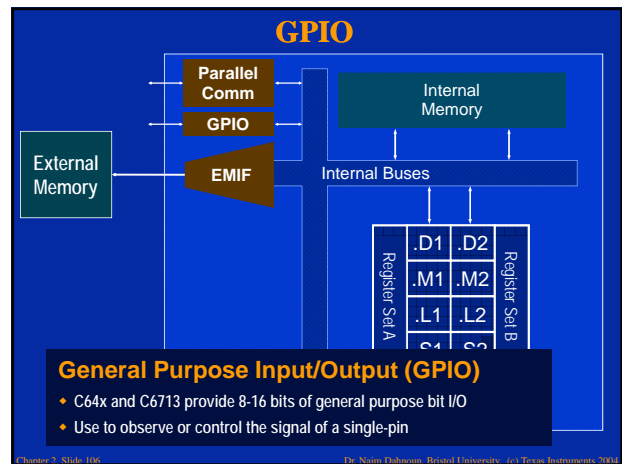 GPIO
Parallel
Comm
GPIO
EMIF
External
Memory
Internal
Memory
Internal Buses
Register Set A
.D1 .D2
.M1 .M2
.L1 .L2
.S1 .S2
Register Set B
General Purpose Input/Output (GPIO)
C64x and C6713 provide 8-16 bits of general purpose bit I/O
Use to observe or control the signal of a single-pin
Chapter 2, Slide 106
Dr. Naim Dahnoun, Bristol University, (c) Texas Instruments 2004